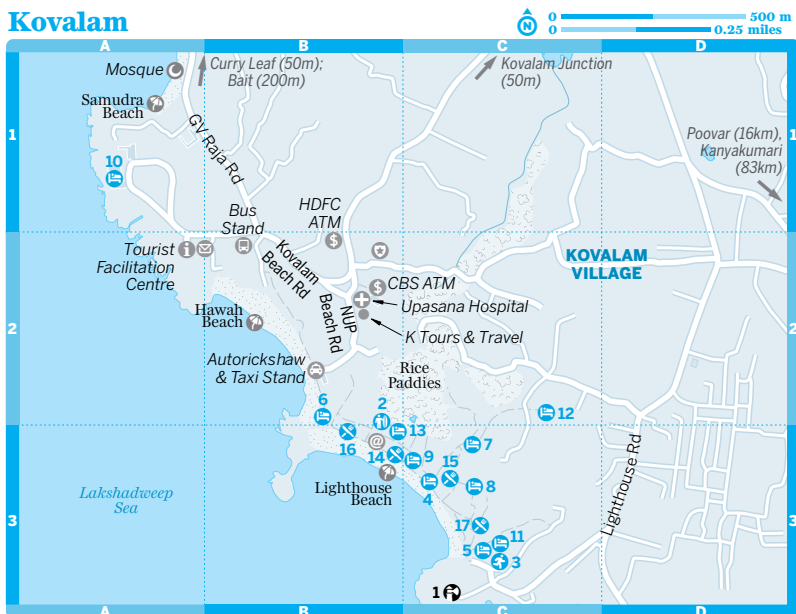 Kovalam
N
0 500 m
0 0.25 miles
A B C D
Mosque
Curry Leaf (50m);
Bait (200m)
Kovalam Junction
(50m)
Samudra
Beach
1
1
GV Raja Rd
Poovar (16km),
Kanyakumari
(83km)
10
Bus
Stand
HDFC
ATM
$
Tourist
Facilitation
Centre
i
Kovalam
Beach Rd
KOVALAM
VILLAGE
CBS ATM
$
Upasana Hospital
NUP
Beach Rd
K Tours & Travel
Hawah
Beach
2
2
Autorickshaw
& Taxi Stand
Rice
Paddies
6
2
12
13
16
@
7
14
9
15
Lighthouse
Beach
4
8
Lighthouse Rd
Lakshadweep
Sea
3
3
17
11
5
3
1
A B C D